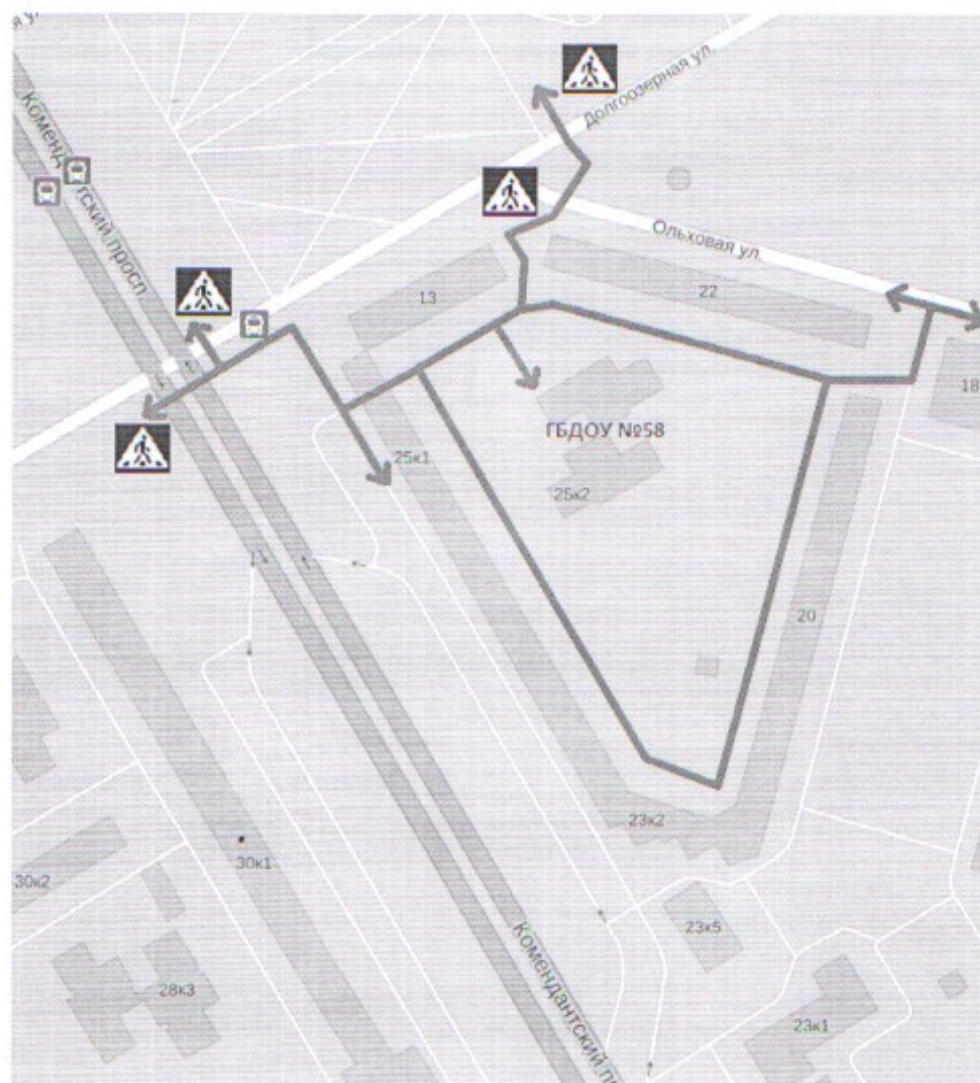 Долгоозерная ул.
Комендантский просп.
Ольховая ул.
13
22
18
ГБДОУ №58
25к1
25к2
20
23к2
30к1
30к2
23к5
Комендантский п
28к3
23к1